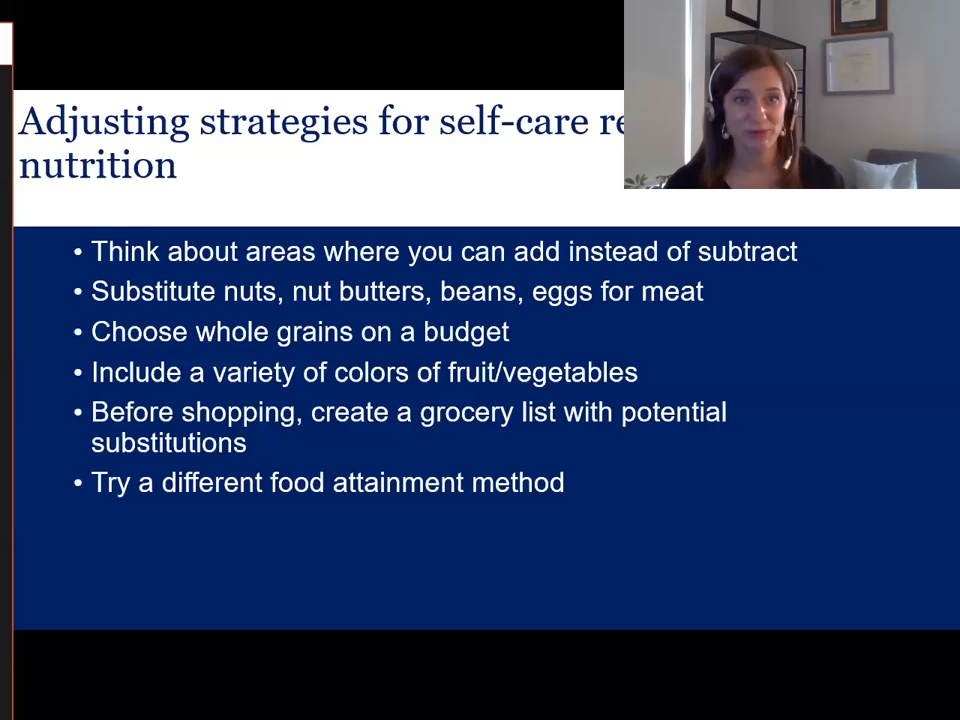 Adjusting strategies for self-care
nutrition
• Think about areas where you can add instead of subtract
• Substitute nuts, nut butters, beans, eggs for meat
• Choose whole grains on a budget
• Include a variety of colors of fruit/vegetables
• Before shopping, create a grocery list with potential
substitutions
• Try a different food attainment method